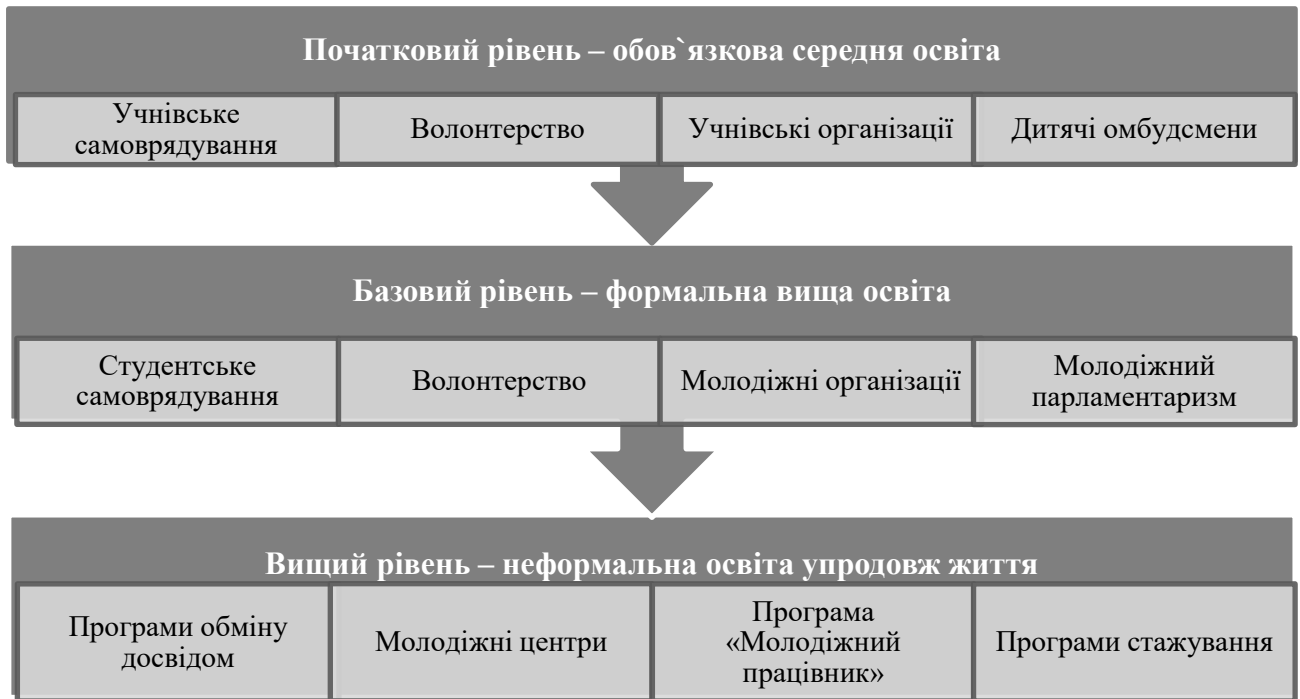 Початковий рівень – обов`язкова середня освіта
Учнівське
самоврядування
Волонтерство
Учнівські організації
Дитячі омбудсмени
Базовий рівень – формальна вища освіта
Студентське
самоврядування
Волонтерство
Молодіжні організації
Молодіжний
парламентаризм
Вищий рівень – неформальна освіта упродовж життя
Програми обміну
досвідом
Молодіжні центри
Програма
«Молодіжний
працівник»
Програми стажування